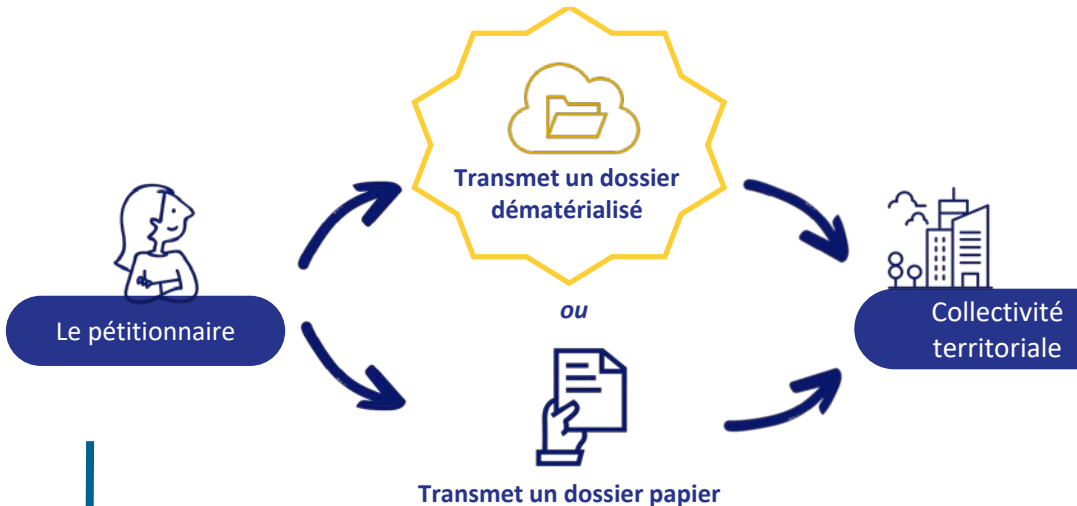 Transmet un dossier
dématérialisé
Le pétitionnaire
ou
Collectivité
territoriale
Transmet un dossier papier